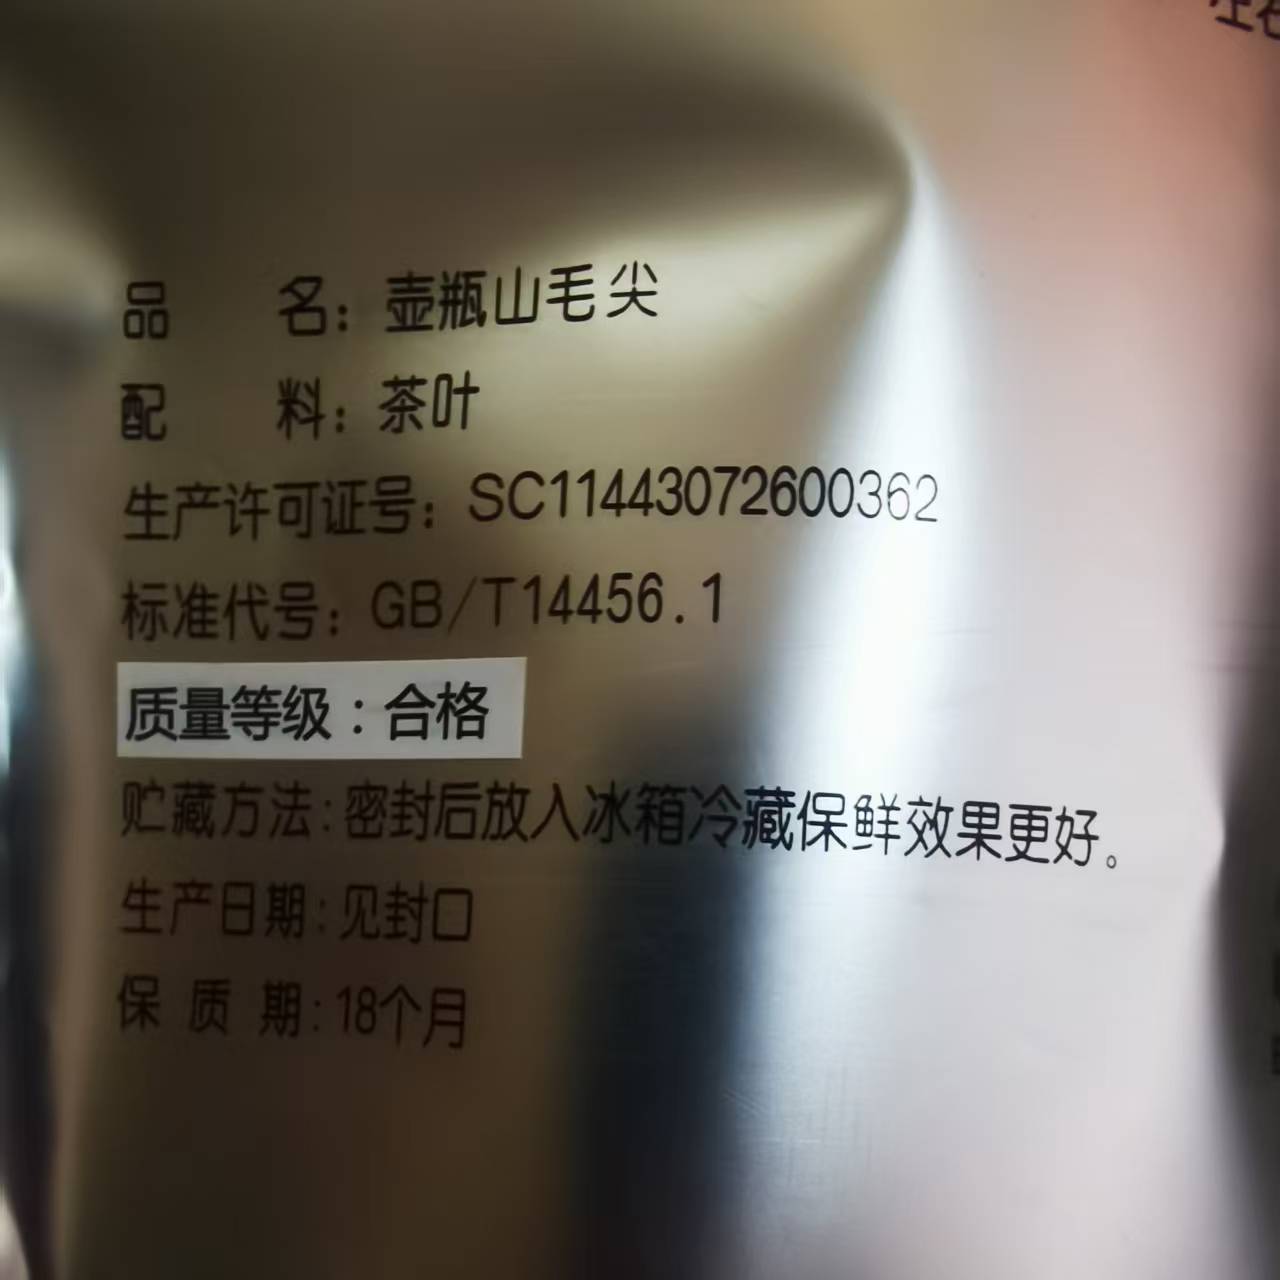 品 名：壶瓶山毛尖
配 料：茶叶
生产许可证号：SC11443072600362
标准代号：GB/T14456.1
质量等级：合格
贮藏方法：密封后放入冰箱冷藏保鲜效果更好。
生产日期：见封口
保质期：18个月